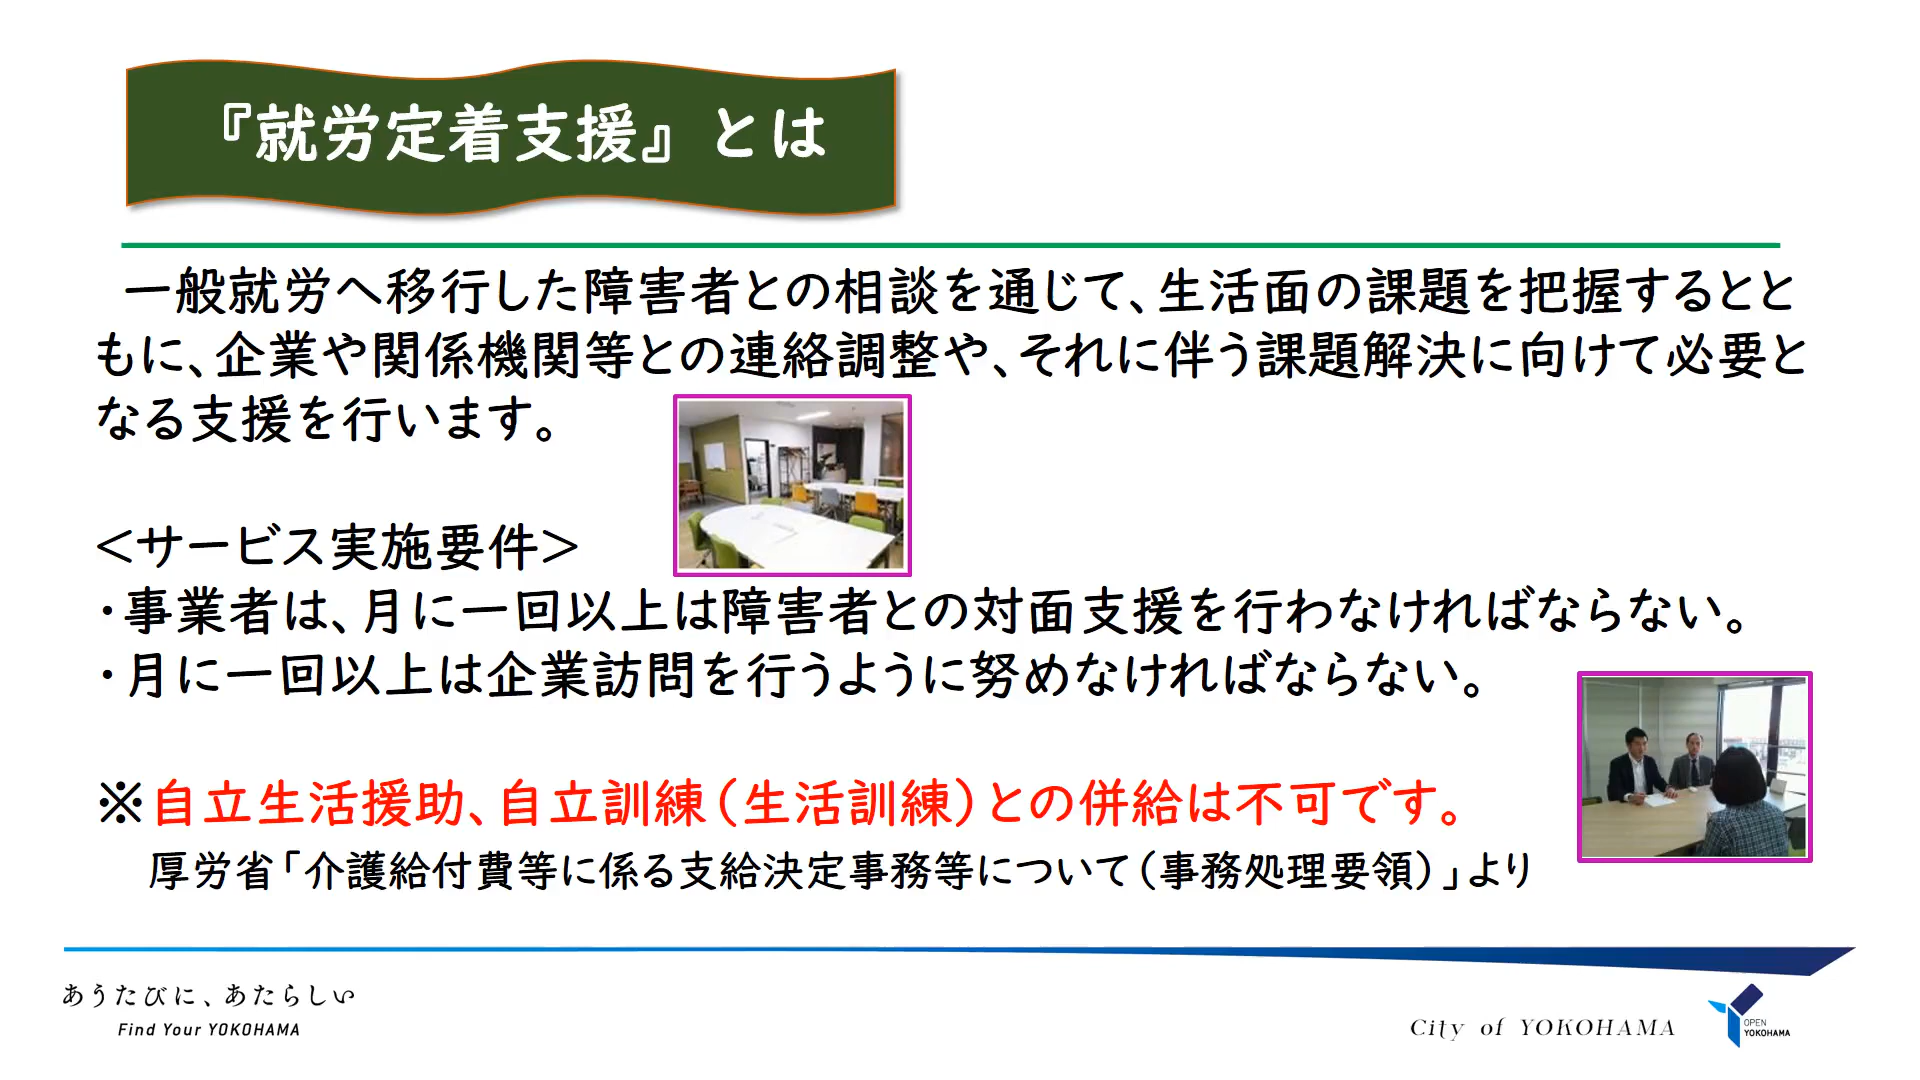 『就労定着支援』とは
一般就労へ移行した障害者との相談を通じて、生活面の課題を把握するとと
もに、企業や関係機関等との連絡調整や、それに伴う課題解決に向けて必要と
なる支援を行います。
＜サービス実施要件＞
・事業者は、月に一回以上は障害者との対面支援を行わなければならない。
・月に一回以上は企業訪問を行うように努めなければならない。
※自立生活援助、自立訓練（生活訓練）との併給は不可です。
厚労省「介護給付費等に係る支給決定事務等について（事務処理要領）」より
あうたびに、あたらしい
Find Your YOKOHAMA
City of YOKOHAMA
OPEN
YOKOHAMA